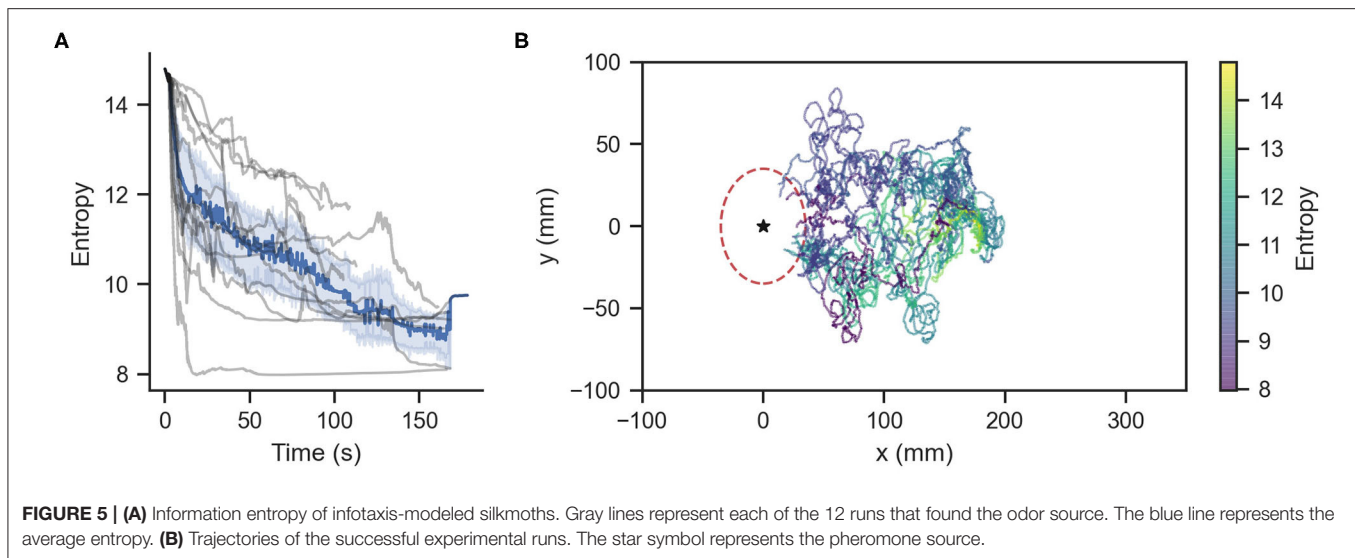 A
B
14
12
10
8
Entropy
0
50
100
150
Time (s)
100
50
0
−50
−100
y (mm)
−100
0
100
200
300
x (mm)
14
13
12
11
10
9
8
Entropy
FIGURE 5 | (A) Information entropy of infotaxis-modeled silkmoths. Gray lines represent each of the 12 runs that found the odor source. The blue line represents the
average entropy. (B) Trajectories of the successful experimental runs. The star symbol represents the pheromone source.